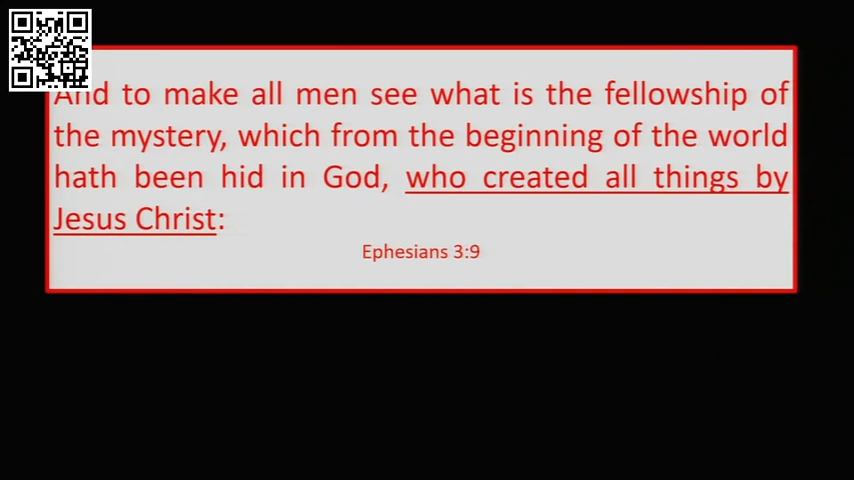 And to make all men see what is the fellowship of
the mystery, which from the beginning of the world
hath been hid in God, who created all things by
Jesus Christ:
Ephesians 3:9